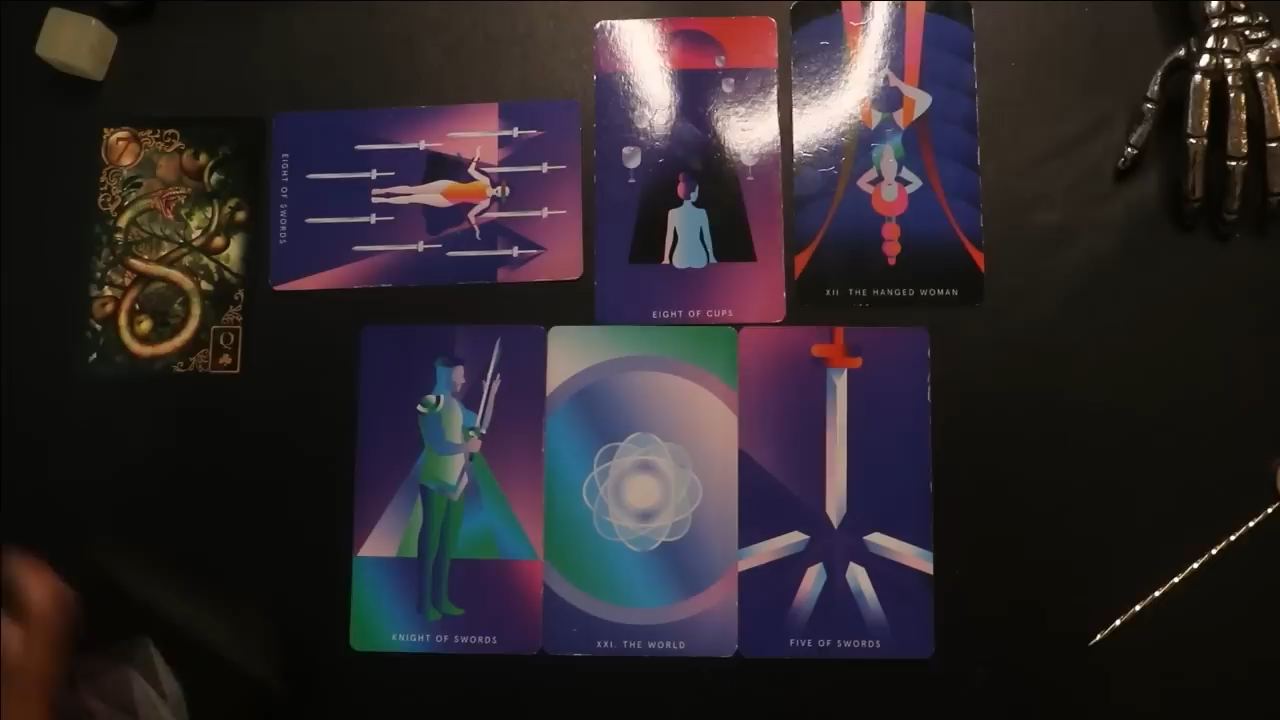 7
Q
EIGHT OF SWORDS
EIGHT OF CUPS
XII. THE HANGED WOMAN
KNIGHT OF SWORDS
XXI. THE WORLD
FIVE OF SWORDS